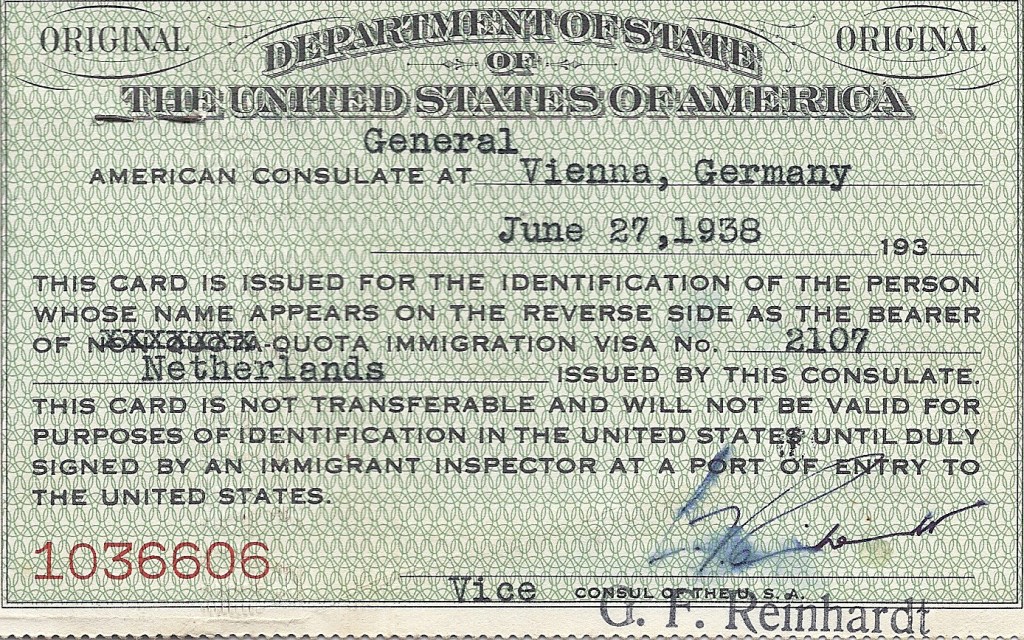 ORIGINAL DEPARTMENT OF STATE ORIGINAL
OF
THE UNITED STATES OF AMERICA
General
AMERICAN CONSULATE AT Vienna, Germany
June 27,1938 193
THIS CARD IS ISSUED FOR THE IDENTIFICATION OF THE PERSON
WHOSE NAME APPEARS ON THE REVERSE SIDE AS THE BEARER
OF NON-QUOTA-QUOTA IMMIGRATION VISA No. 2107
Netherlands ISSUED BY THIS CONSULATE.
THIS CARD IS NOT TRANSFERABLE AND WILL NOT BE VALID FOR
PURPOSES OF IDENTIFICATION IN THE UNITED STATES UNTIL DULY
SIGNED BY AN IMMIGRANT INSPECTOR AT A PORT OF ENTRY TO
THE UNITED STATES.
1036606
Vice CONSUL OF THE U. S. A.
G. F. Reinhardt